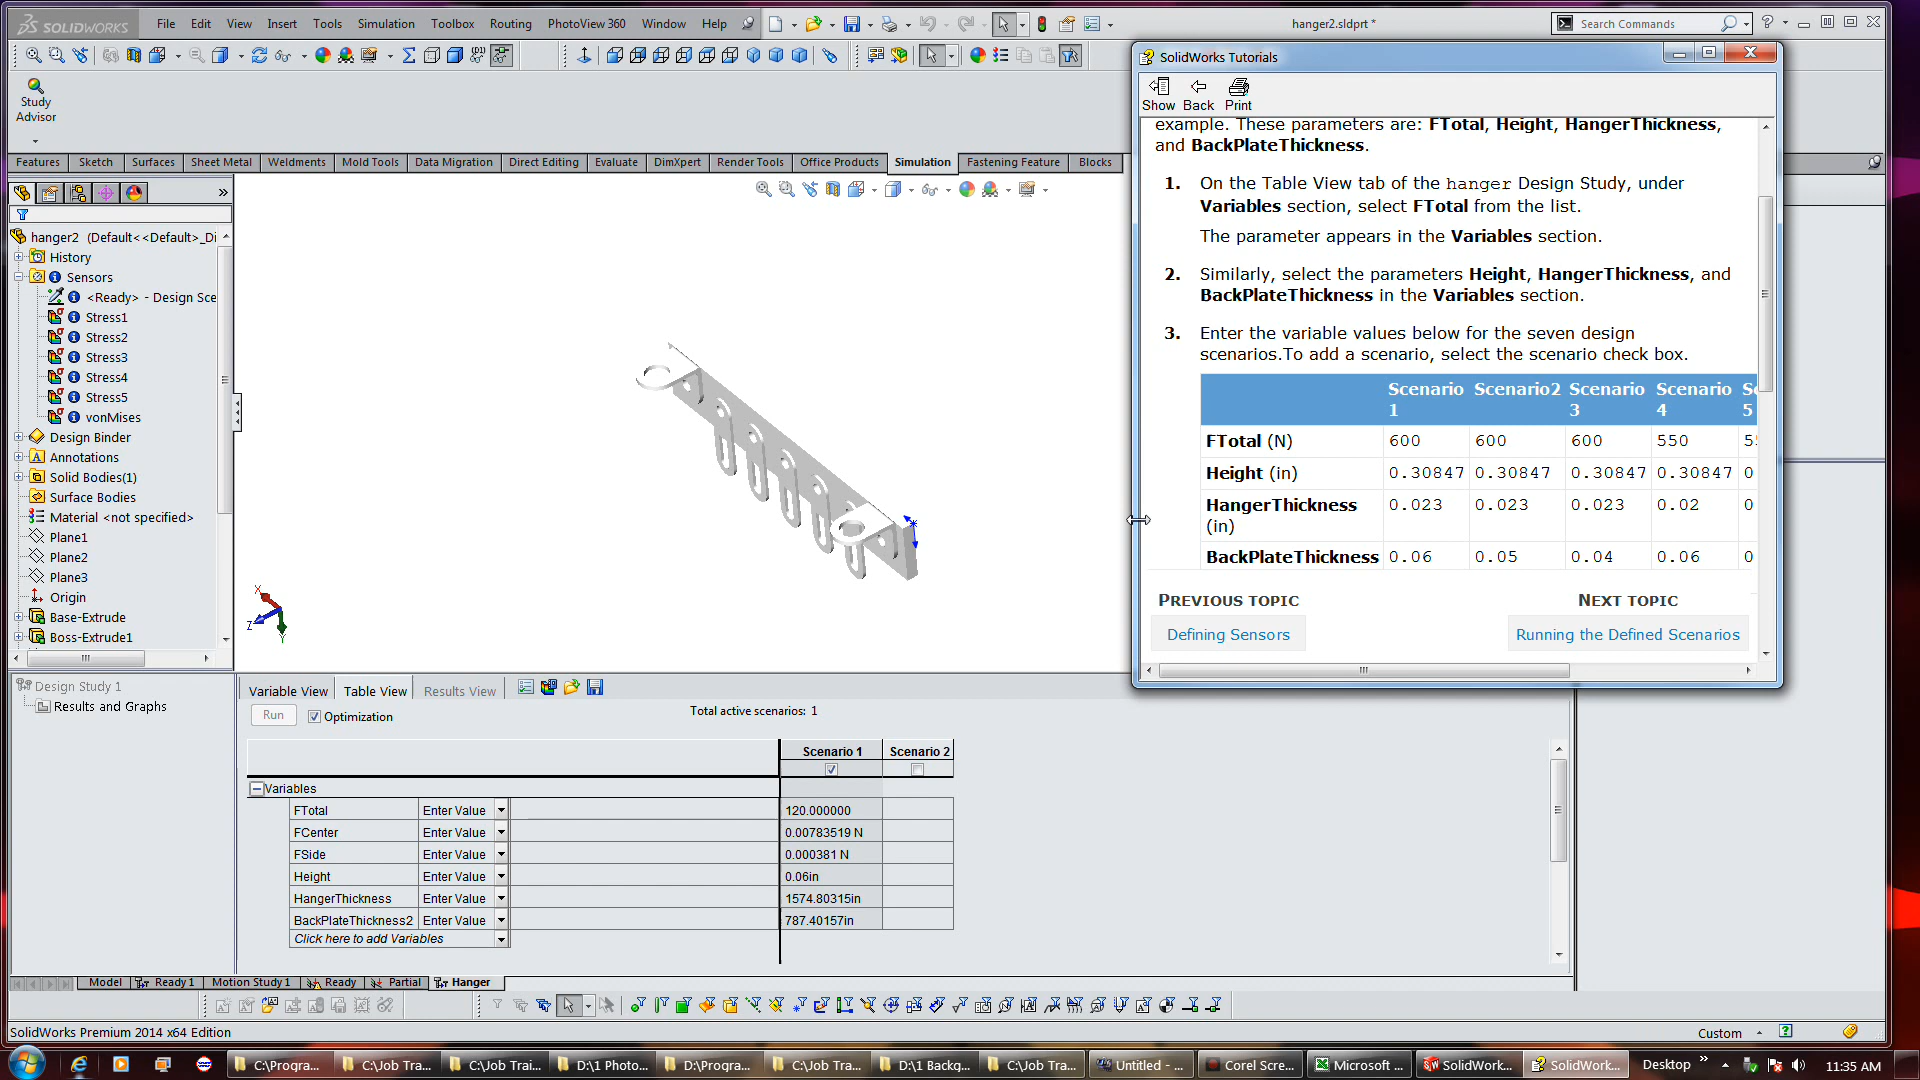 SOLIDWORKS File Edit View Insert Tools Simulation Toolbox Routing PhotoView 360 Window Help hanger2.sldprt * Search Commands
Study
Advisor
Features Sketch Surfaces Sheet Metal Weldments Mold Tools Data Migration Direct Editing Evaluate DimXpert Render Tools Office Products Simulation Fastening Feature Blocks
hanger2 (Default<<Default>_Di
History
Sensors
<Ready> - Design Sce
Stress1
Stress2
Stress3
Stress4
Stress5
vonMises
Design Binder
Annotations
Solid Bodies(1)
Surface Bodies
Material <not specified>
Plane1
Plane2
Plane3
Origin
Base-Extrude
Boss-Extrude1
X
Z
Y
SolidWorks Tutorials
Show Back Print
example. These parameters are: FTotal, Height, HangerThickness,
and BackPlateThickness.
1. On the Table View tab of the hanger Design Study, under
Variables section, select FTotal from the list.
The parameter appears in the Variables section.
2. Similarly, select the parameters Height, HangerThickness, and
BackPlateThickness in the Variables section.
3. Enter the variable values below for the seven design
scenarios.To add a scenario, select the scenario check box.
Scenario Scenario2 Scenario Scenario Sc
1 3 4 5
FTotal (N) 600 600 600 550 55
Height (in) 0.30847 0.30847 0.30847 0.30847 0
HangerThickness 0.023 0.023 0.023 0.02 0
(in)
BackPlateThickness 0.06 0.05 0.04 0.06 0
PREVIOUS TOPIC NEXT TOPIC
Defining Sensors Running the Defined Scenarios
Design Study 1
Results and Graphs
Variable View Table View Results View
Run Optimization Total active scenarios: 1
Scenario 1 Scenario 2
Variables
FTotal Enter Value 120.000000
FCenter Enter Value 0.00783519 N
FSide Enter Value 0.000381 N
Height Enter Value 0.06in
HangerThickness Enter Value 1574.80315in
BackPlateThickness2 Enter Value 787.40157in
Click here to add Variables
Model Ready1 Motion Study1 Ready Partial Hanger
SolidWorks Premium 2014 x64 Edition Custom
C:\Progra... C:\Job Tra... C:\Job Trai... D:\1 Photo... D:\Progra... C:\Job Tra... D:\1 Backg... C:\Job Tra... Untitled - ... Corel Scre... Microsoft ... SolidWork... SolidWork... Desktop 11:35 AM